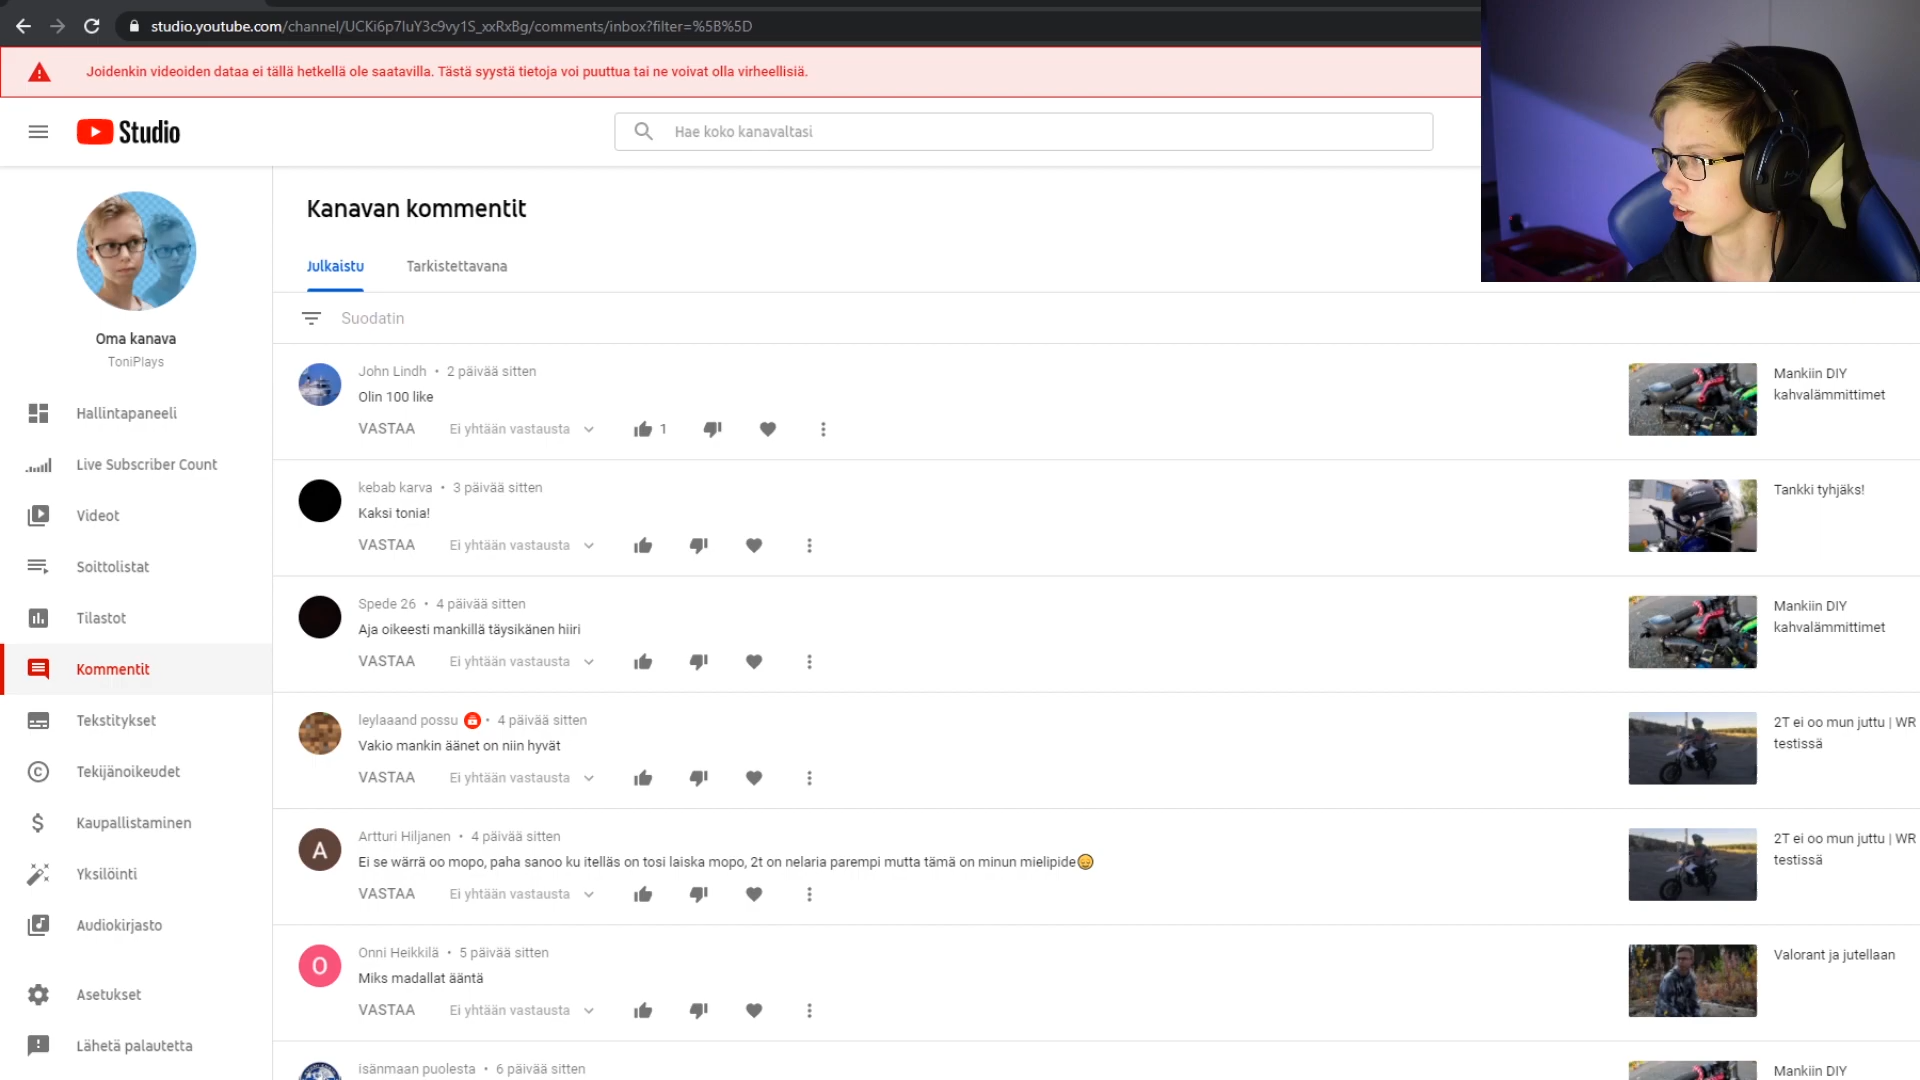 studio.youtube.com/channel/UCKi6p7luY3c9vy1S_xxRxBg/comments/inbox?filter=%5B%5D
Joidenkin videoiden dataa ei tällä hetkellä ole saatavilla. Tästä syystä tietoja voi puuttua tai ne voivat olla virheellisiä.
Studio
Hae koko kanavaltasi
Oma kanava
ToniPlays
Hallintapaneeli
Live Subscriber Count
Videot
Soittolistat
Tilastot
Kommentit
Tekstitykset
Tekijänoikeudet
Kaupallistaminen
Yksilöinti
Audiokirjasto
Asetukset
Lähetä palautetta
Kanavan kommentit
Julkaistu Tarkistettavana
Suodatin
John Lindh • 2 päivää sitten
Olin 100 like
VASTAA Ei yhtään vastausta 1
Mankiin DIY
kahvalämmittimet
kebab karva • 3 päivää sitten
Kaksi tonia!
VASTAA Ei yhtään vastausta
Tankki tyhjäks!
Spede 26 • 4 päivää sitten
Aja oikeesti mankillä täysikänen hiiri
VASTAA Ei yhtään vastausta
Mankiin DIY
kahvalämmittimet
leylaaand possu • 4 päivää sitten
Vakio mankin äänet on niin hyvät
VASTAA Ei yhtään vastausta
2T ei oo mun juttu | WR
testissä
A
Artturi Hiljanen • 4 päivää sitten
Ei se wärrä oo mopo, paha sanoo ku itelläs on tosi laiska mopo, 2t on nelaria parempi mutta tämä on minun mielipide😔
VASTAA Ei yhtään vastausta
2T ei oo mun juttu | WR
testissä
O
Onni Heikkilä • 5 päivää sitten
Miks madallat ääntä
VASTAA Ei yhtään vastausta
Valorant ja jutellaan
isänmaan puolesta • 6 päivää sitten
Mankiin DIY